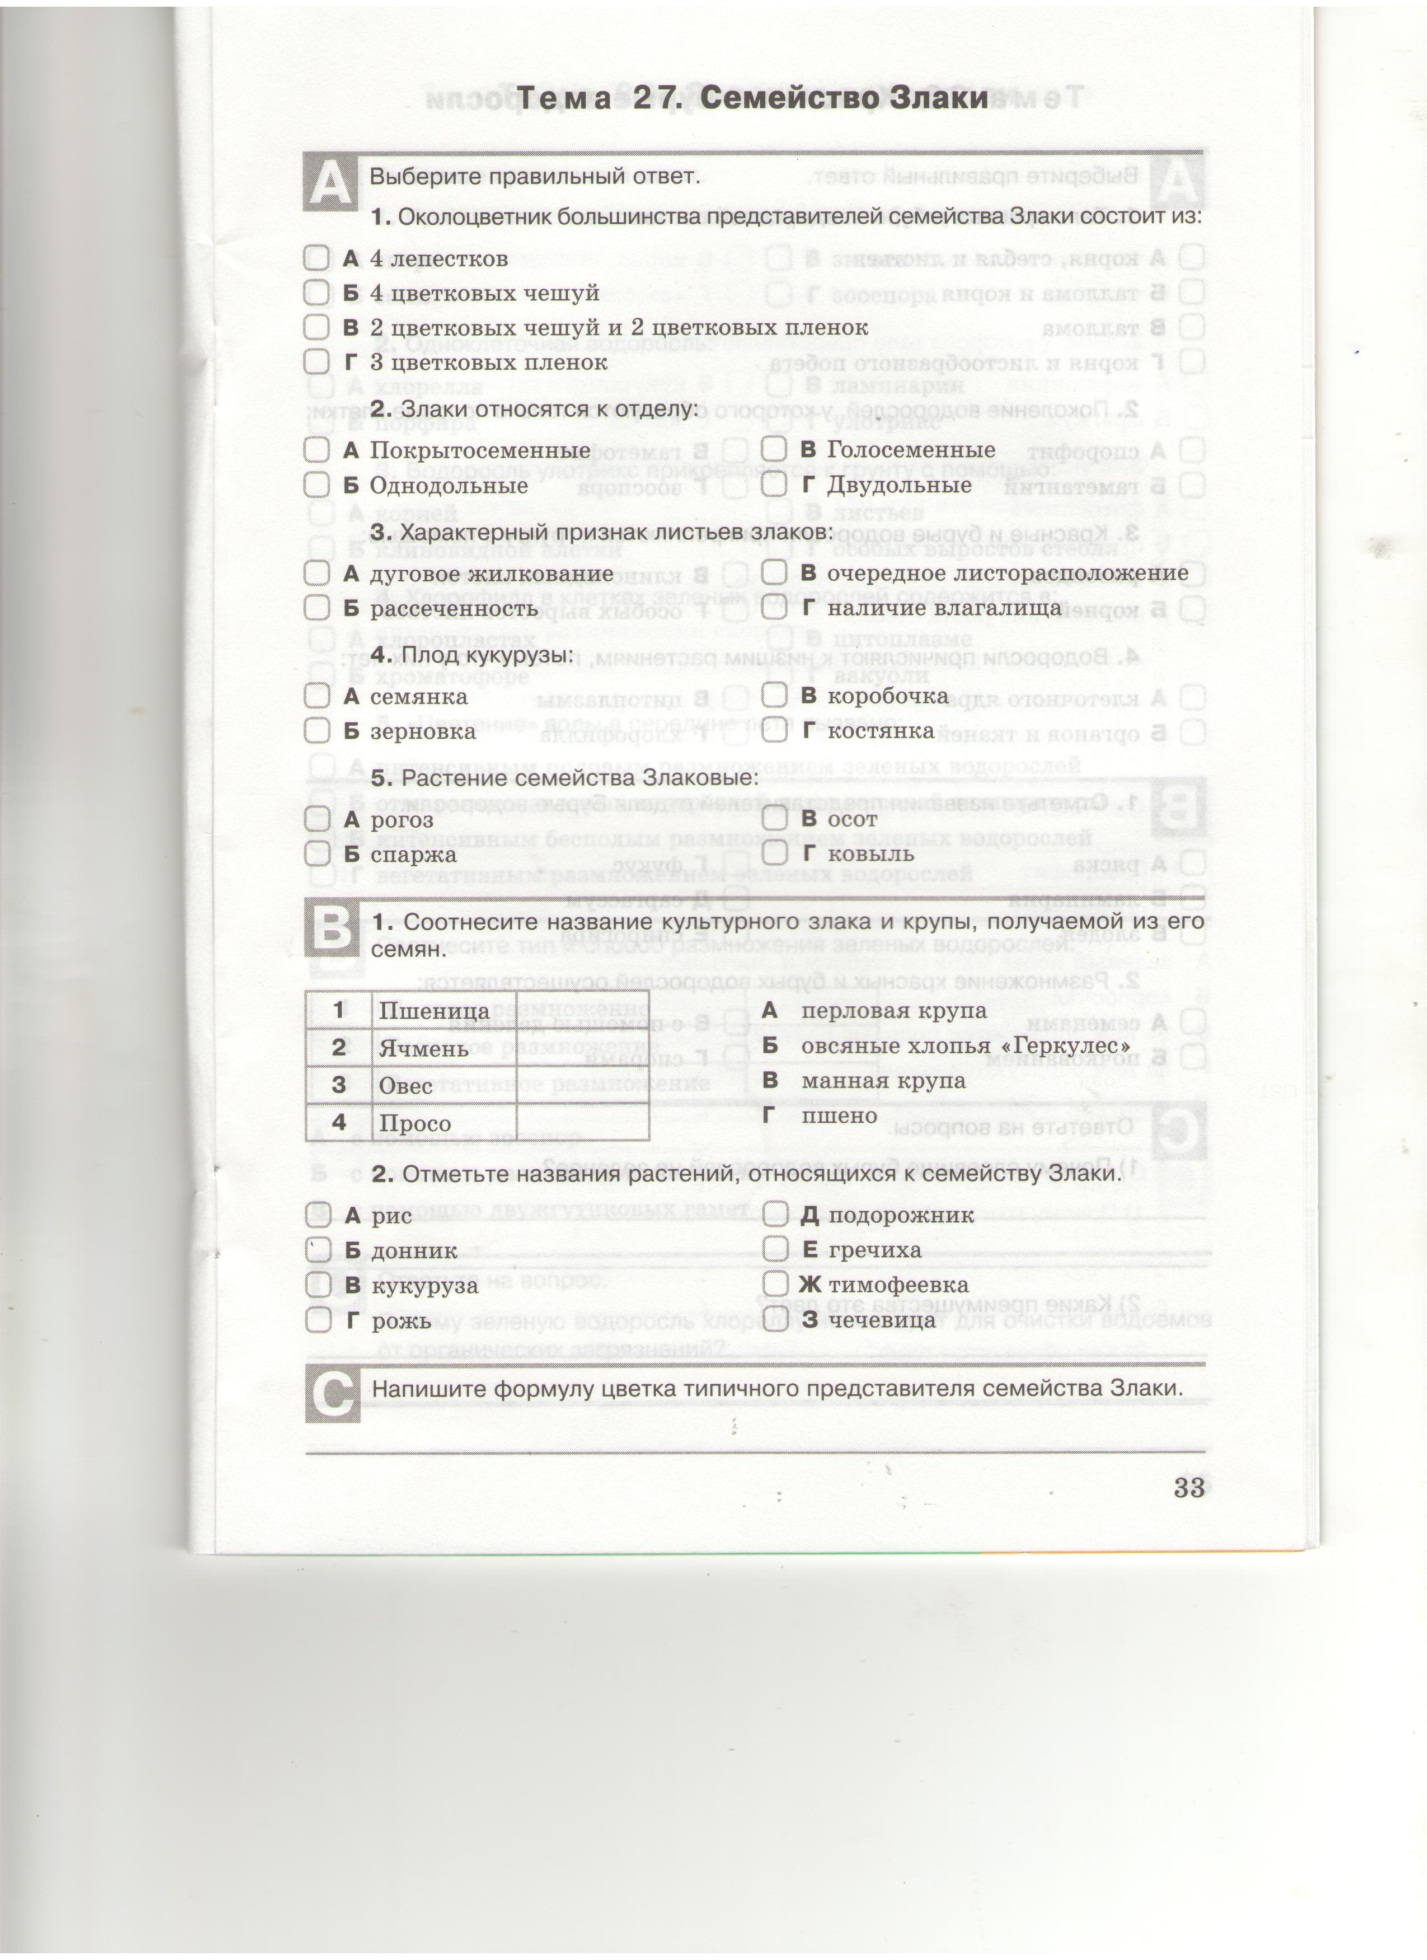 Тема 27. Семейство Злаки
А
Выберите правильный ответ.
1. Околоцветник большинства представителей семейства Злаки состоит из:
А 4 лепестков
Б 4 цветковых чешуй
В 2 цветковых чешуй и 2 цветковых пленок
Г 3 цветковых пленок
2. Злаки относятся к отделу:
А Покрытосеменные
В Голосеменные
Б Однодольные
Г Двудольные
3. Характерный признак листьев злаков:
А дуговое жилкование
В очередное листорасположение
Б рассеченность
Г наличие влагалища
4. Плод кукурузы:
А семянка
В коробочка
Б зерновка
Г костянка
5. Растение семейства Злаковые:
А рогоз
В осот
Б спаржа
Г ковыль
В
1. Соотнесите название культурного злака и крупы, получаемой из его
семян.
1 Пшеница
2 Ячмень
3 Овес
4 Просо
А перловая крупа
Б овсяные хлопья «Геркулес»
В манная крупа
Г пшено
2. Отметьте названия растений, относящихся к семейству Злаки.
А рис
Д подорожник
Б донник
Е гречиха
В кукуруза
Ж тимофеевка
Г рожь
З чечевица
С
Напишите формулу цветка типичного представителя семейства Злаки.
33